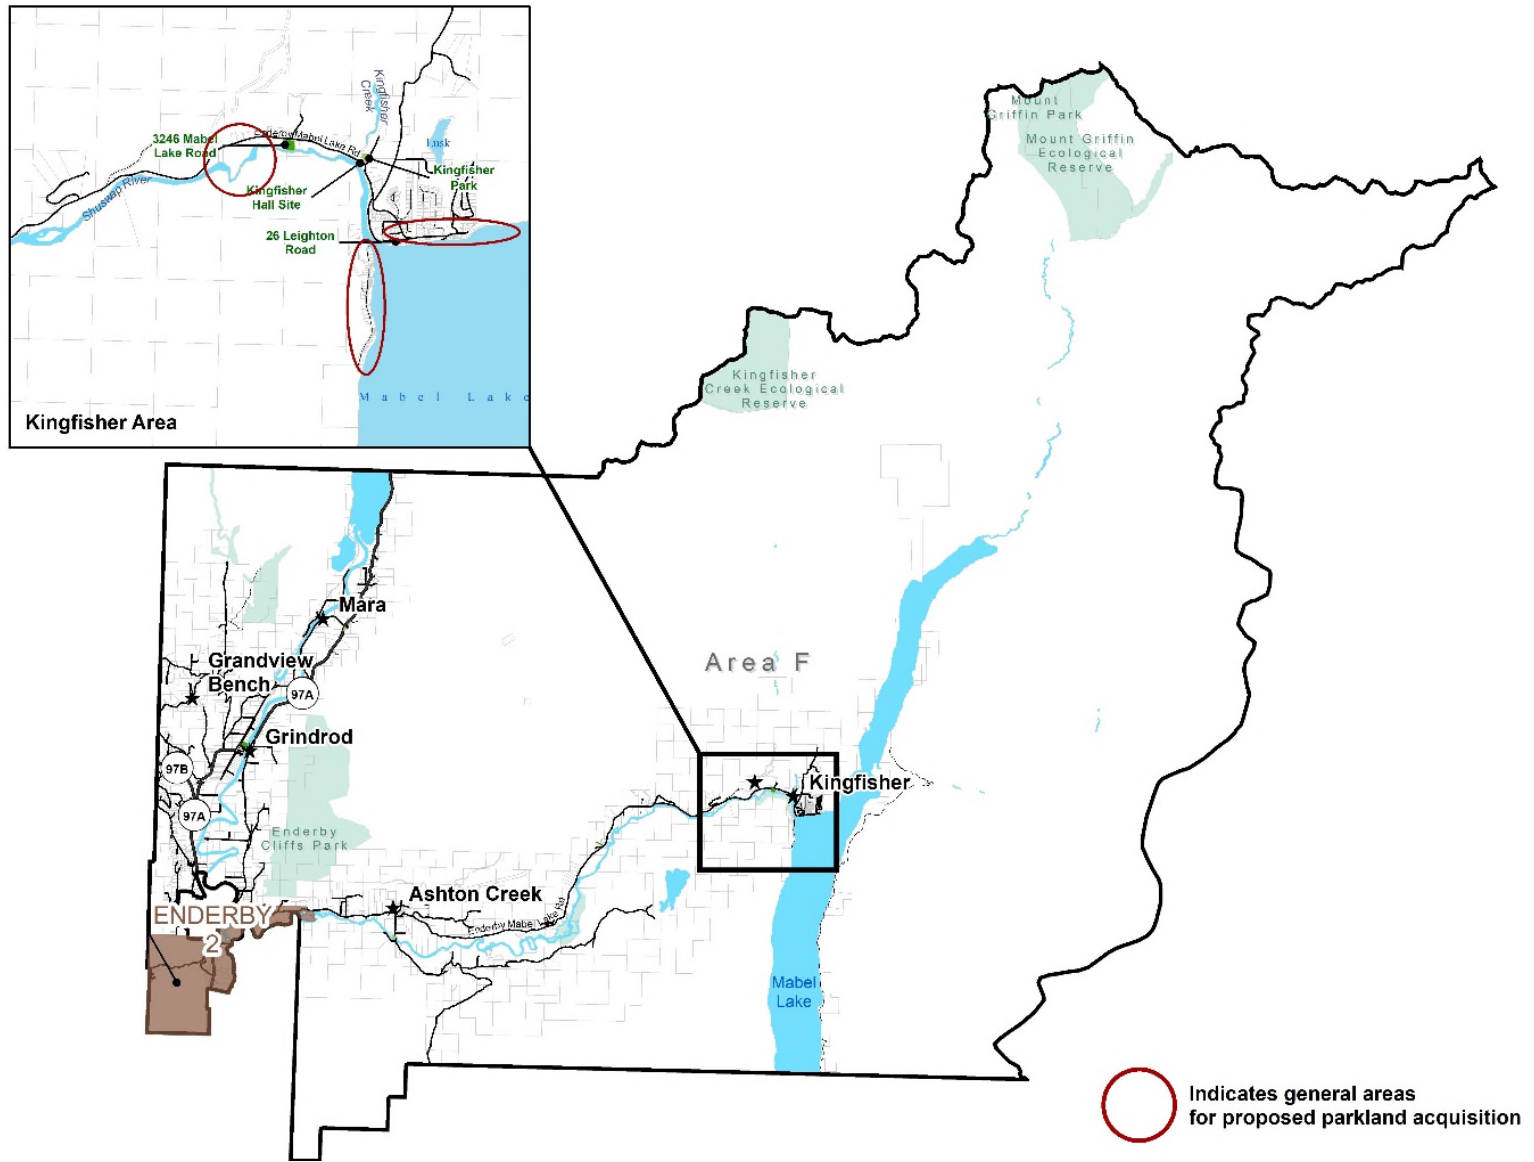 Kingfisher
Creek
3246 Mabel
Lake Road
Enderby Mabel Lake Rd
Lusk
Kingfisher
Park
Shuswap River
Kingfisher
Hall Site
26 Leighton
Road
Mabel Lake
Kingfisher Area
Mount
Griffin Park
Mount Griffin
Ecological
Reserve
Kingfisher
Creek Ecological
Reserve
Mara
Area F
Grandview
Bench
97A
Grindrod
97B
Kingfisher
97A
Enderby
Cliffs Park
Ashton Creek
ENDERBY
2
Enderby Mabel Lake Rd
Mabel
Lake
Indicates general areas
for proposed parkland acquisition